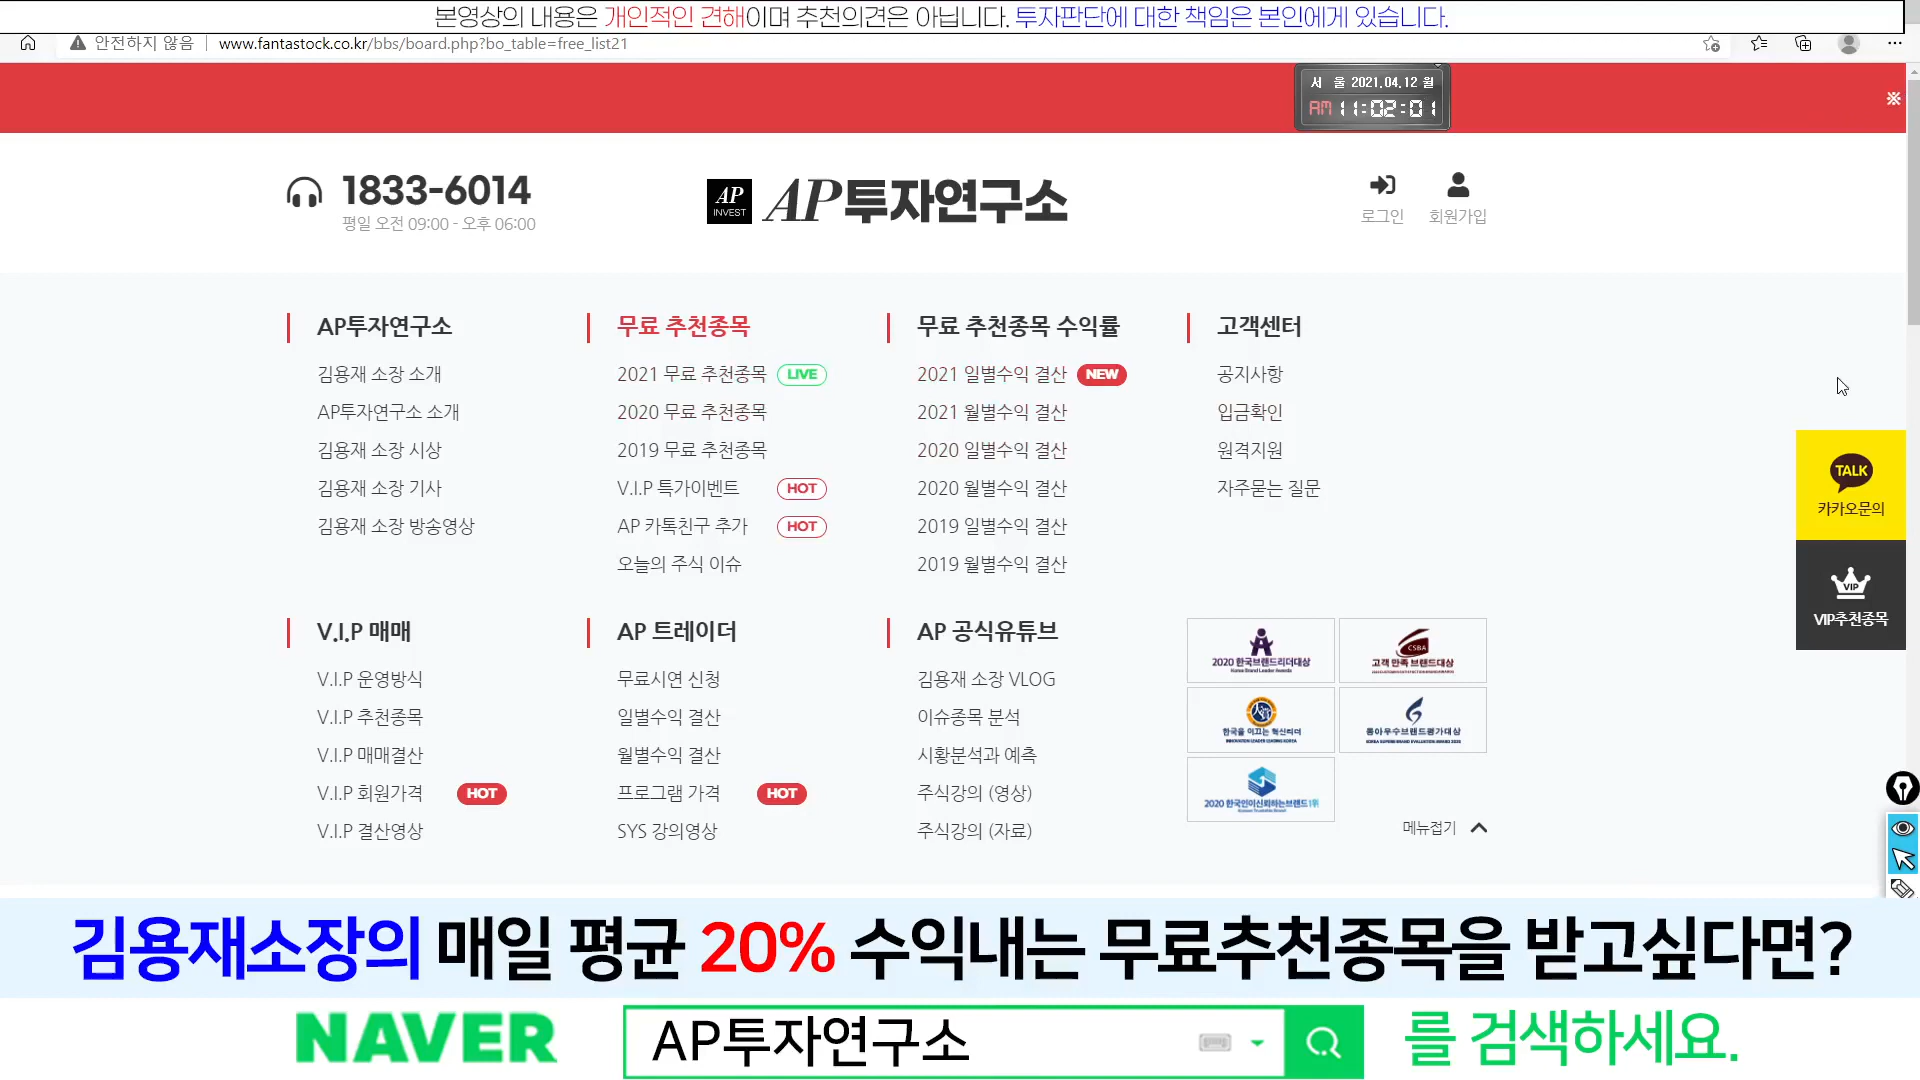 본영상의 내용은 개인적인 견해이며 추천의견은 아닙니다. 투자판단에 대한 책임은 본인에게 있습니다.
안전하지 않음 www.fantastock.co.kr/bbs/board.php?bo_table=free_list21
서 울 2021.04.12 월
AM 11:02:01
1833-6014
평일 오전 09:00 - 오후 06:00
AP INVEST AP투자연구소
로그인 회원가입
AP투자연구소
김용재 소장 소개
AP투자연구소 소개
김용재 소장 시상
김용재 소장 기사
김용재 소장 방송영상
무료 추천종목
2021 무료 추천종목 LIVE
2020 무료 추천종목
2019 무료 추천종목
V.I.P 특가이벤트 HOT
AP 카톡친구 추가 HOT
오늘의 주식 이슈
무료 추천종목 수익률
2021 일별수익 결산 NEW
2021 월별수익 결산
2020 일별수익 결산
2020 월별수익 결산
2019 일별수익 결산
2019 월별수익 결산
고객센터
공지사항
입금확인
원격지원
자주묻는 질문
TALK
카카오문의
VIP
VIP추천종목
V.I.P 매매
V.I.P 운영방식
V.I.P 추천종목
V.I.P 매매결산
V.I.P 회원가격 HOT
V.I.P 결산영상
AP 트레이더
무료시연 신청
일별수익 결산
월별수익 결산
프로그램 가격 HOT
SYS 강의영상
AP 공식유튜브
김용재 소장 VLOG
이슈종목 분석
시황분석과 예측
주식강의 (영상)
주식강의 (자료)
2020 한국브랜드리더대상
Korea Brand Leader Awards
CSBA
고객 만족 브랜드대상
한국을 이끄는 혁신리더
INNOVATION LEADER LEADING KOREA
동아우수브랜드평가대상
KOREA SUPERB BRAND EVALUATION AWARD 2020
2020 한국인이신뢰하는브랜드1위
메뉴접기
김용재소장의 매일 평균 20% 수익내는 무료추천종목을 받고싶다면?
NAVER AP투자연구소 를 검색하세요.